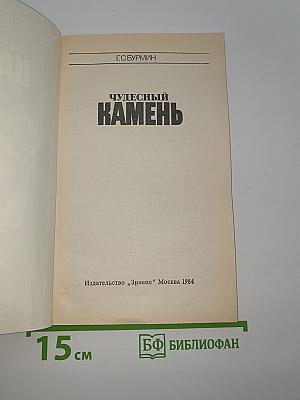 Г.С.БУРМИН
ЧУДЕСНЫЙ
КАМЕНЬ
Издательство „Знание" Москва 1984
15 см
БФ БИБЛИОФАН